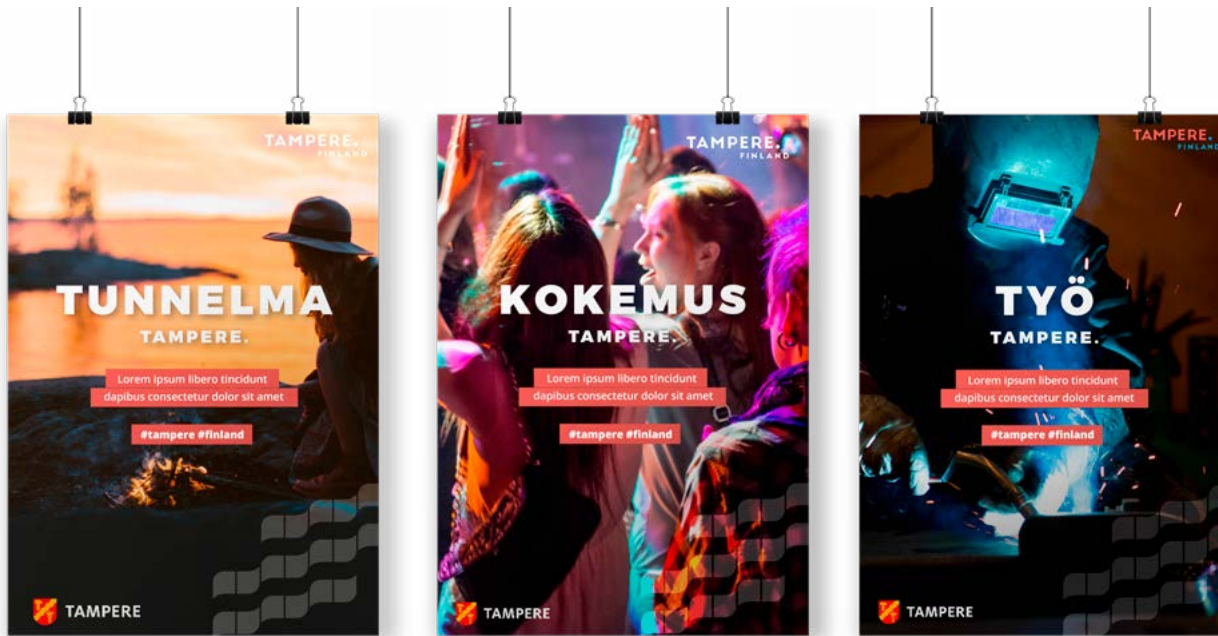 TAMPERE.
FINLAND
TUNNELMA
TAMPERE.
Lorem ipsum libero tincidunt
dapibus consectetur dolor sit amet
#tampere #finland
TAMPERE
TAMPERE.
FINLAND
KOKEMUS
TAMPERE.
Lorem ipsum libero tincidunt
dapibus consectetur dolor sit amet
#tampere #finland
TAMPERE
TAMPERE.
FINLAND
TYÖ
TAMPERE.
Lorem ipsum libero tincidunt
dapibus consectetur dolor sit amet
#tampere #finland
TAMPERE